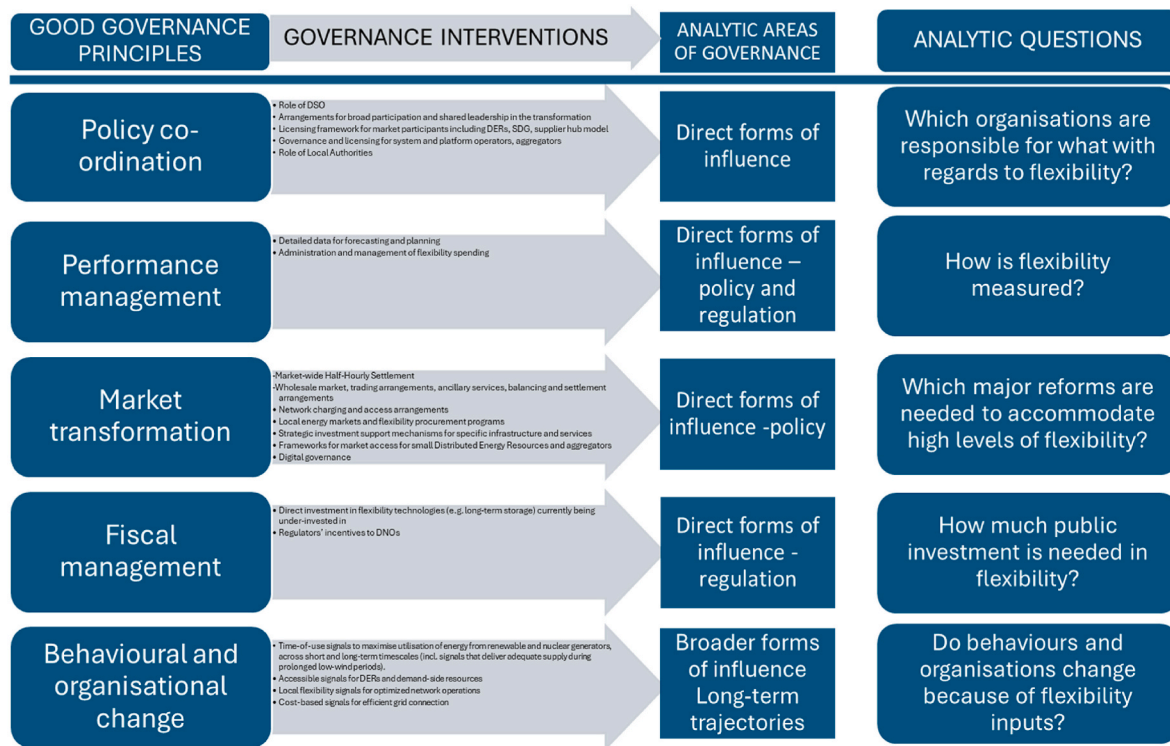 GOOD GOVERNANCE
PRINCIPLES
GOVERNANCE INTERVENTIONS
ANALYTIC AREAS
OF GOVERNANCE
ANALYTIC QUESTIONS
Policy co-
ordination
• Role of DSO
• Arrangements for broad participation and shared leadership in the transformation
• Licensing framework for market participants including DERs, SDG, supplier hub model
• Governance and licensing for system and platform operators, aggregators
• Role of Local Authorities
Direct forms of
influence
Which organisations are
responsible for what with
regards to flexibility?
Performance
management
• Detailed data for forecasting and planning
• Administration and management of flexibility spending
Direct forms of
influence –
policy and
regulation
How is flexibility
measured?
Market
transformation
-Market-wide Half-Hourly Settlement
-Wholesale market, trading arrangements, ancillary services, balancing and settlement
arrangements
• Network charging and access arrangements
• Local energy markets and flexibility procurement programs
• Strategic investment support mechanisms for specific infrastructure and services
• Frameworks for market access for small Distributed Energy Resources and aggregators
• Digital governance
Direct forms of
influence -policy
Which major reforms are
needed to accommodate
high levels of flexibility?
Fiscal
management
• Direct investment in flexibility technologies (e.g. long-term storage) currently being
under-invested in
• Regulators' incentives to DNOs
Direct forms of
influence -
regulation
How much public
investment is needed in
flexibility?
Behavioural and
organisational
change
• Time-of-use signals to maximise utilisation of energy from renewable and nuclear generators,
across short and long-term timescales (incl. signals that deliver adequate supply during
prolonged low-wind periods).
• Accessible signals for DERs and demand-side resources
• Local flexibility signals for optimized network operations
• Cost-based signals for efficient grid connection
Broader forms
of influence
Long-term
trajectories
Do behaviours and
organisations change
because of flexibility
inputs?